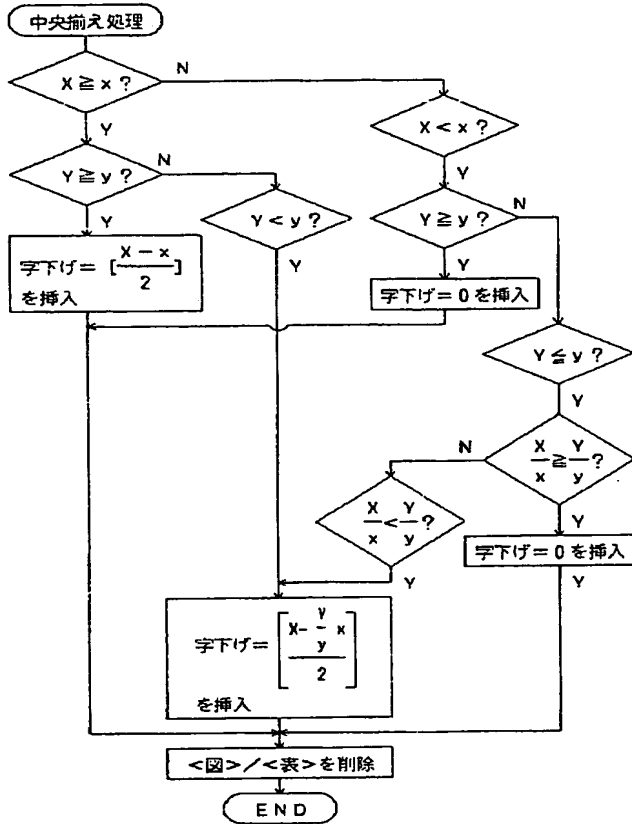 中央揃え処理
X ≧ x ?
N
Y
X < x ?
Y
Y ≧ y ?
N
Y
Y < y ?
Y
Y ≧ y ?
N
Y
字下げ= [X - x / 2]
を挿入
字下げ= 0 を挿入
Y ≦ y ?
Y
X/x ≧ Y/y ?
N
Y
X/x < Y/y ?
Y
字下げ= 0 を挿入
Y
字下げ= [X - Y/y x / 2]
を挿入
<図>/<表>を削除
END